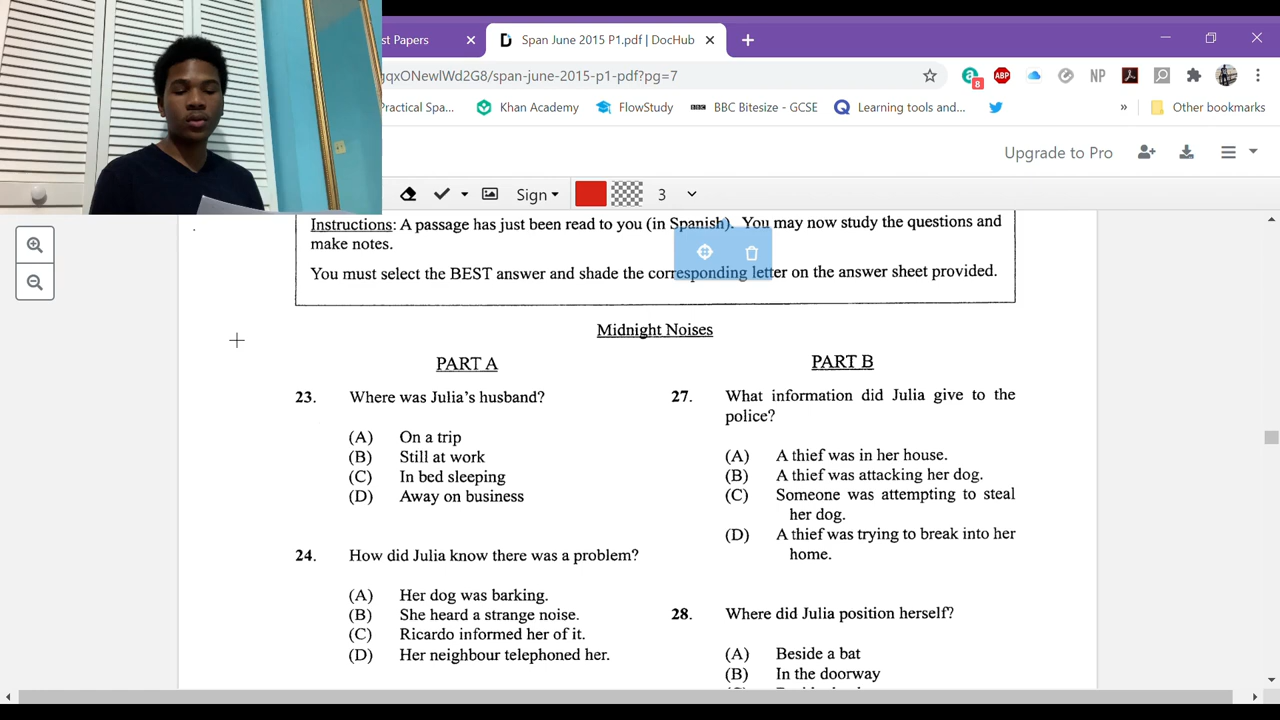 st Papers
Span June 2015 P1.pdf | DocHub
qxONewlWd2G8/span-june-2015-p1-pdf?pg=7
8
ABP
NP
Practical Spa...
Khan Academy
FlowStudy
BBC
BBC Bitesize - GCSE
Learning tools and...
»
Other bookmarks
Upgrade to Pro
Sign
3
Instructions: A passage has just been read to you (in Spanish). You may now study the questions and
make notes.
You must select the BEST answer and shade the corresponding letter on the answer sheet provided.
Midnight Noises
PART A
23. Where was Julia's husband?
(A) On a trip
(B) Still at work
(C) In bed sleeping
(D) Away on business
24. How did Julia know there was a problem?
(A) Her dog was barking.
(B) She heard a strange noise.
(C) Ricardo informed her of it.
(D) Her neighbour telephoned her.
PART B
27. What information did Julia give to the
police?
(A) A thief was in her house.
(B) A thief was attacking her dog.
(C) Someone was attempting to steal
her dog.
(D) A thief was trying to break into her
home.
28. Where did Julia position herself?
(A) Beside a bat
(B) In the doorway